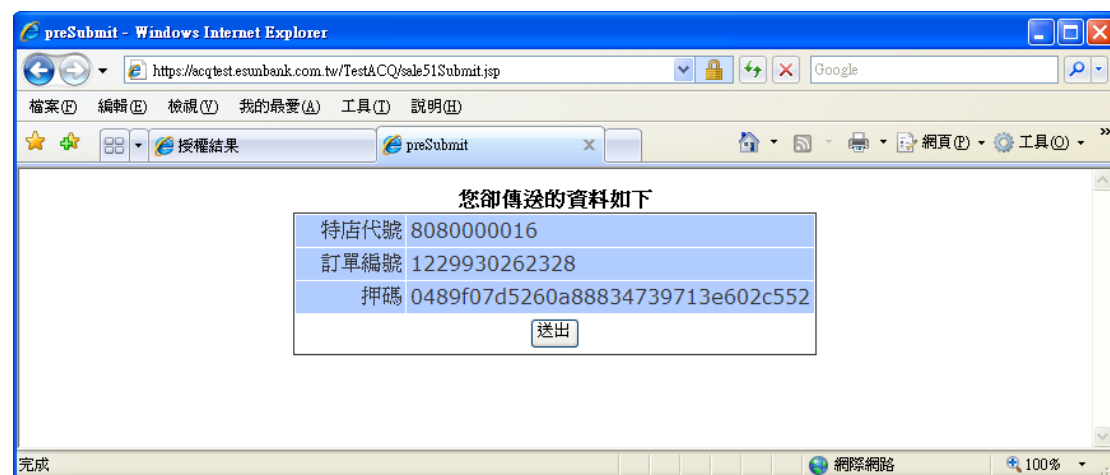 preSubmit - Windows Internet Explorer
https://acqtest.esunbank.com.tw/TestACQ/sale51Submit.jsp
Google
檔案(F) 編輯(E) 檢視(V) 我的最愛(A) 工具(T) 說明(H)
授權結果 preSubmit 網頁(P) 工具(O)
您卻傳送的資料如下
特店代號 8080000016
訂單編號 1229930262328
押碼 0489f07d5260a88834739713e602c552
送出
完成 網際網路 100%